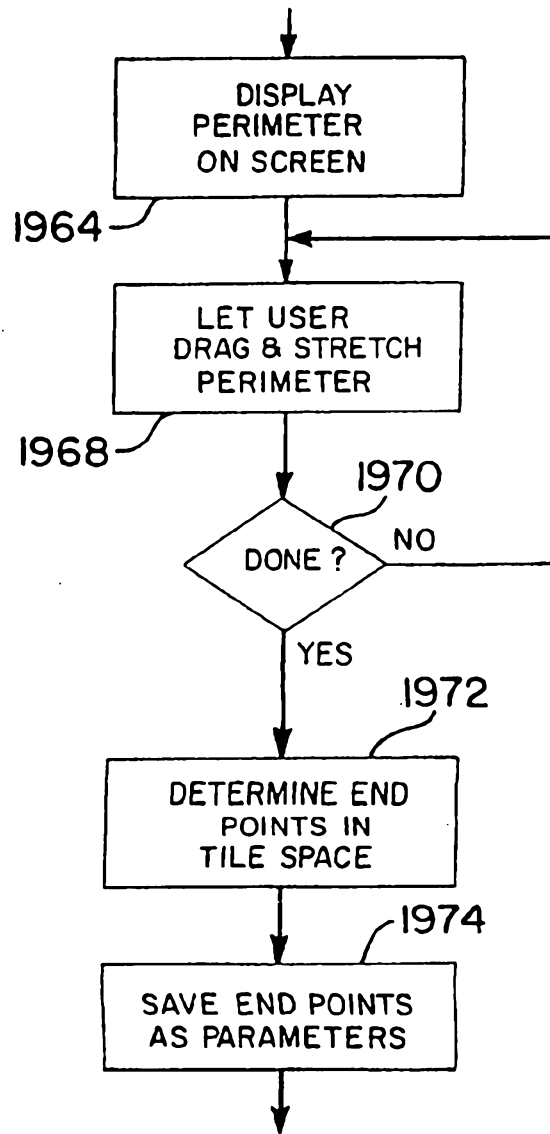 DISPLAY
PERIMETER
ON SCREEN
1964
LET USER
DRAG & STRETCH
PERIMETER
1968
1970
DONE ?
NO
YES
1972
DETERMINE END
POINTS IN
TILE SPACE
1974
SAVE END POINTS
AS PARAMETERS